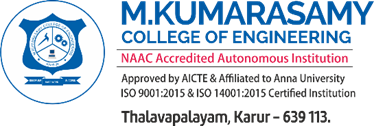 M.KUMARASAMY
COLLEGE OF ENGINEERING
NAAC Accredited Autonomous Institution
Approved by AICTE & Affiliated to Anna University
ISO 9001:2015 & ISO 14001:2015 Certified Institution
Thalavapalayam, Karur – 639 113.